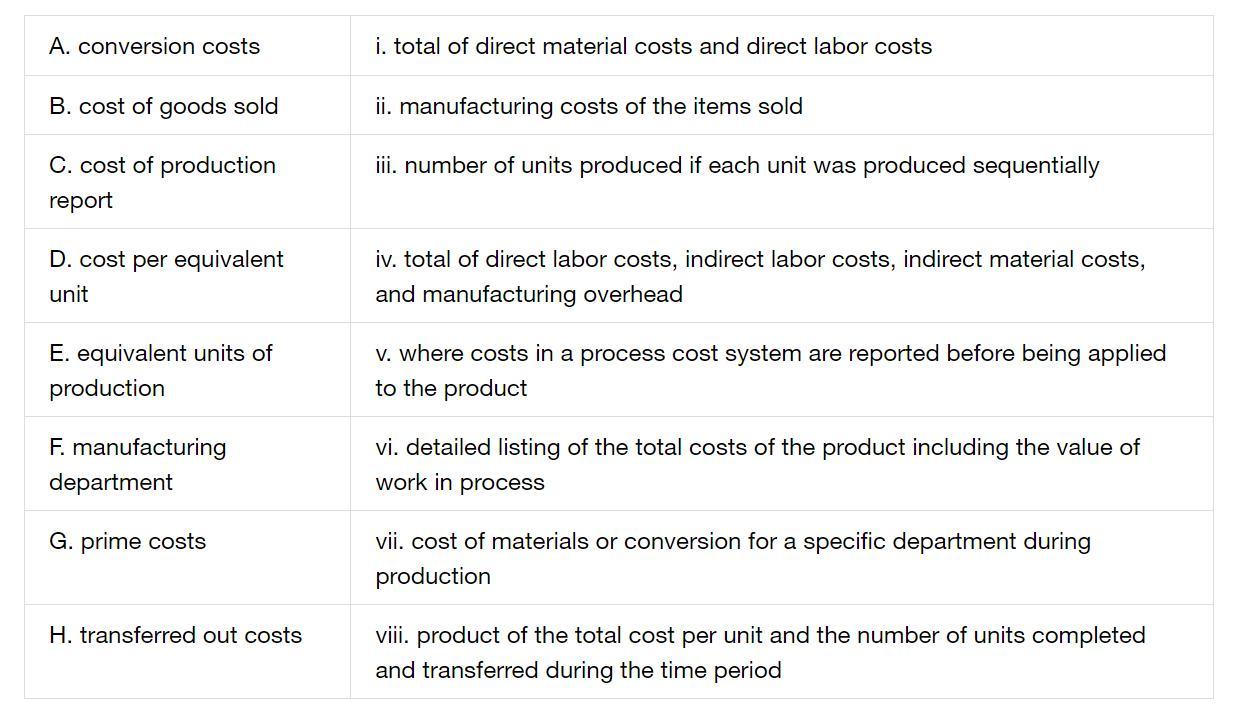 A. conversion costs
i. total of direct material costs and direct labor costs
B. cost of goods sold
ii. manufacturing costs of the items sold
C. cost of production
report
iii. number of units produced if each unit was produced sequentially
D. cost per equivalent
unit
iv. total of direct labor costs, indirect labor costs, indirect material costs,
and manufacturing overhead
E. equivalent units of
production
v. where costs in a process cost system are reported before being applied
to the product
F. manufacturing
department
vi. detailed listing of the total costs of the product including the value of
work in process
G. prime costs
vii. cost of materials or conversion for a specific department during
production
H. transferred out costs
viii. product of the total cost per unit and the number of units completed
and transferred during the time period